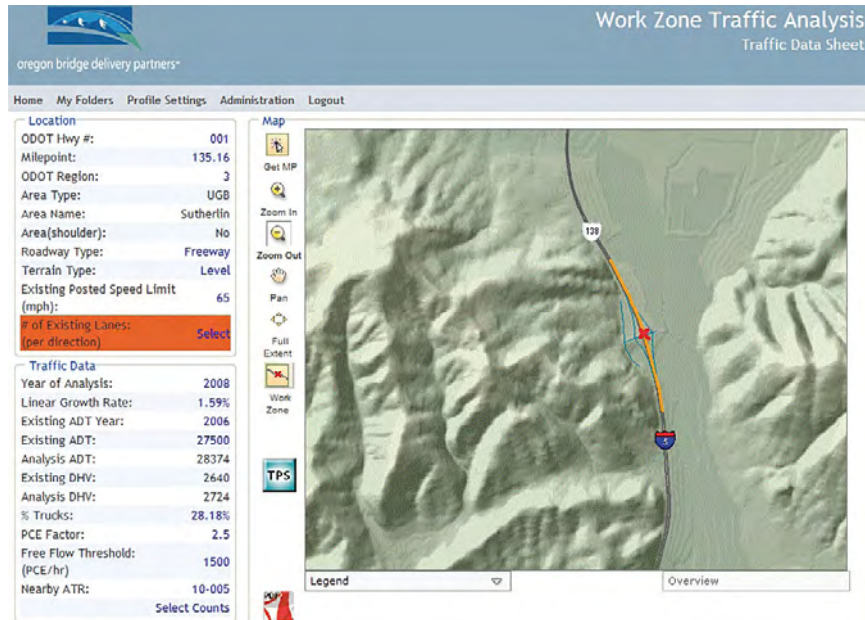 Work Zone Traffic Analysis
Traffic Data Sheet
oregon bridge delivery partners
Home My Folders Profile Settings Administration Logout
Location
ODOT Hwy #: 001
Milepoint: 135.16
ODOT Region: 3
Area Type: UGB
Area Name: Sutherlin
Area(shoulder): No
Roadway Type: Freeway
Terrain Type: Level
Existing Posted Speed Limit
(mph): 65
# of Existing Lanes:
(per direction) Select
Traffic Data
Year of Analysis: 2008
Linear Growth Rate: 1.59%
Existing ADT Year: 2006
Existing ADT: 27500
Analysis ADT: 28374
Existing DHV: 2640
Analysis DHV: 2724
% Trucks: 28.18%
PCE Factor: 2.5
Free Flow Threshold:
(PCE/hr) 1500
Nearby ATR: 10-005
Select Counts
Map
Get MP
Zoom In
Zoom Out
Pan
Full
Extent
Work
Zone
TPS
PDF
138
5
Legend
Overview